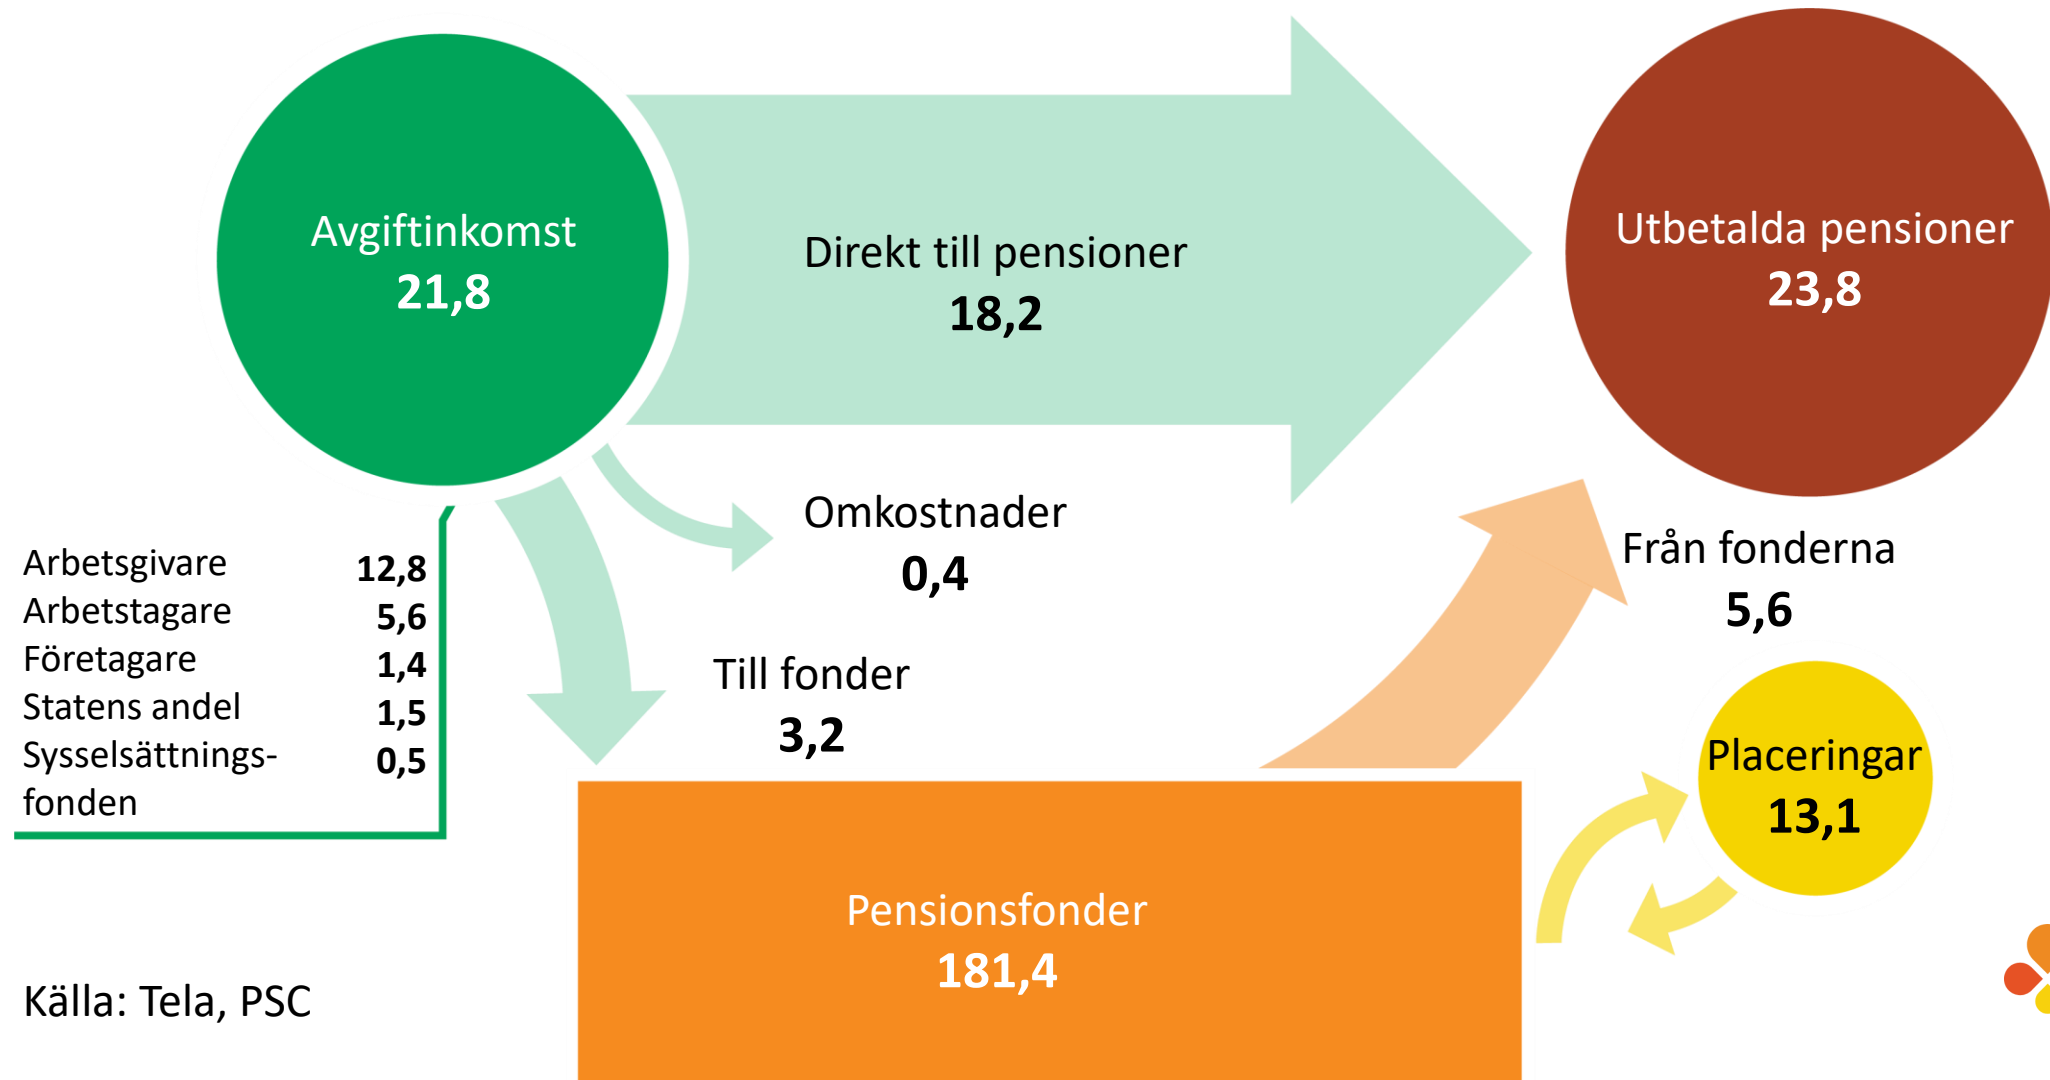 Avgiftinkomst
21,8
Direkt till pensioner
18,2
Utbetalda pensioner
23,8
Omkostnader
0,4
Från fonderna
5,6
Arbetsgivare 12,8
Arbetstagare 5,6
Företagare 1,4
Statens andel 1,5
Sysselsättnings- 0,5
fonden
Till fonder
3,2
Placeringar
13,1
Pensionsfonder
181,4
Källa: Tela, PSC